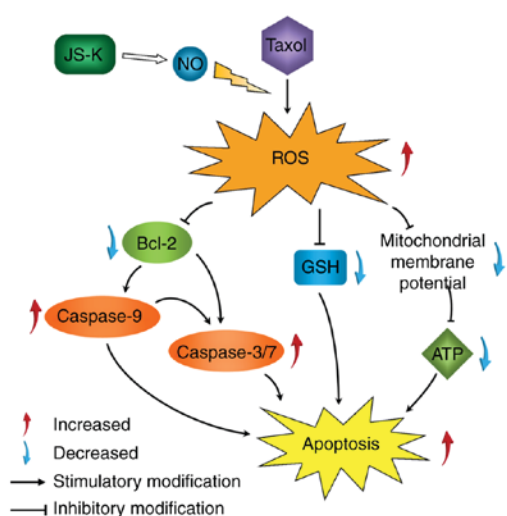 JS-K
NO
Taxol
ROS
Bcl-2
GSH
Mitochondrial
membrane
potential
Caspase-9
Caspase-3/7
ATP
Apoptosis
Increased
Decreased
Stimulatory modification
Inhibitory modification